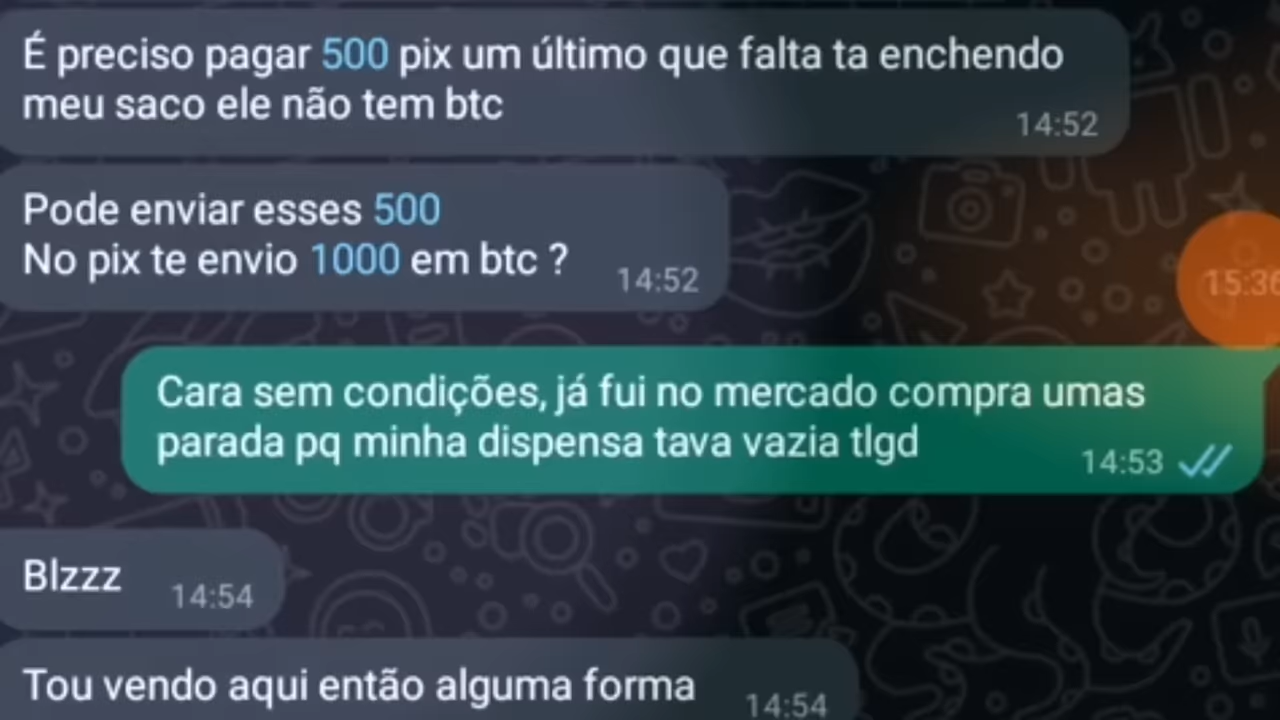 É preciso pagar 500 pix um último que falta ta enchendo
meu saco ele não tem btc
14:52
Pode enviar esses 500
No pix te envio 1000 em btc ?
14:52
15:36
Cara sem condições, já fui no mercado compra umas
parada pq minha dispensa tava vazia tlgd
14:53
Blzzz
14:54
Tou vendo aqui então alguma forma
14:54